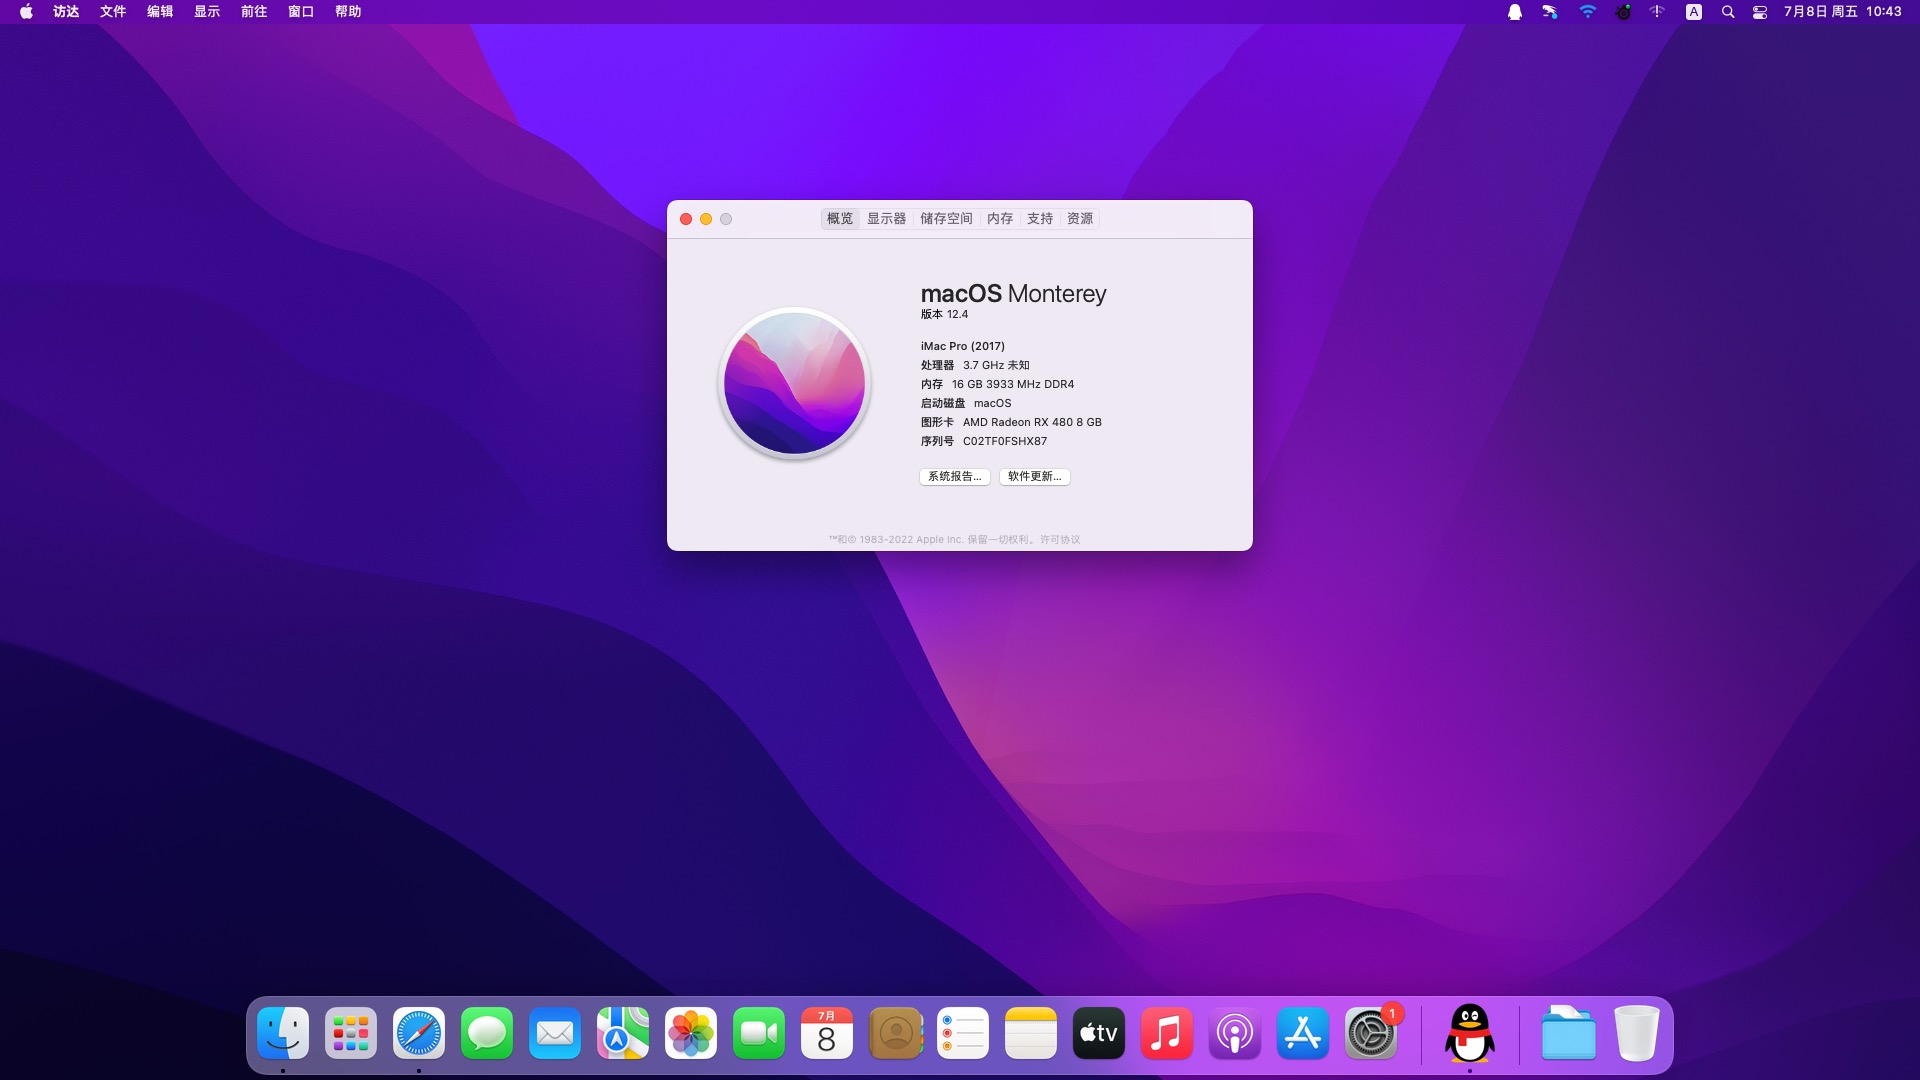 访达 文件 编辑 显示 前往 窗口 帮助
A 7月8日 周五 10:43
概览 显示器 储存空间 内存 支持 资源
macOS Monterey
版本 12.4
iMac Pro (2017)
处理器 3.7 GHz 未知
内存 16 GB 3933 MHz DDR4
启动磁盘 macOS
图形卡 AMD Radeon RX 480 8 GB
序列号 C02TF0FSHX87
系统报告... 软件更新...
™和© 1983-2022 Apple Inc. 保留一切权利。许可协议
7月
8
tv
1